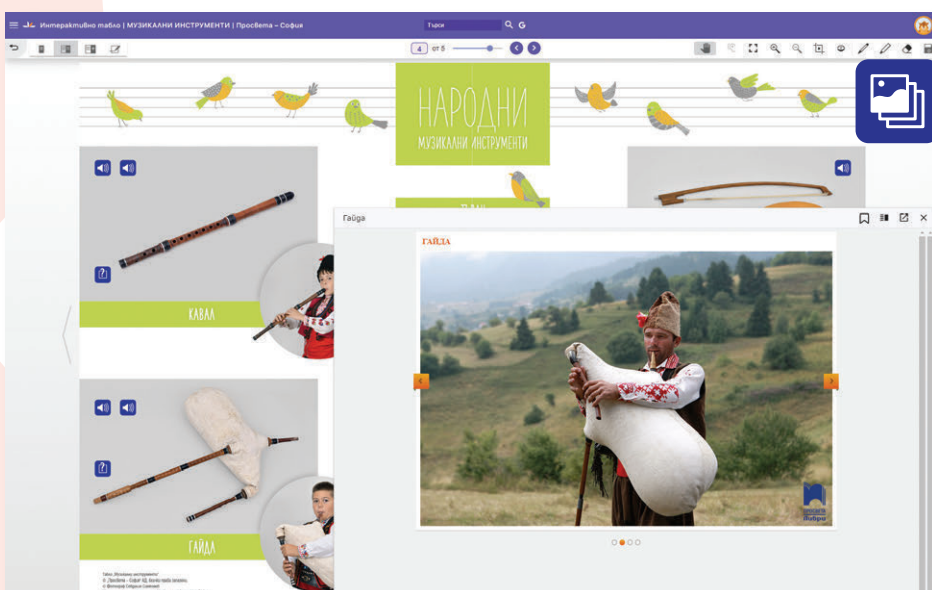 Интерактивно табло | МУЗИКАЛНИ ИНСТРУМЕНТИ | Просвета – София
Търси
G
4 от 5
НАРОДНИ
МУЗИКАЛНИ ИНСТРУМЕНТИ
КАВАЛ
Гайда
ГАЙДА
ГАЙДА